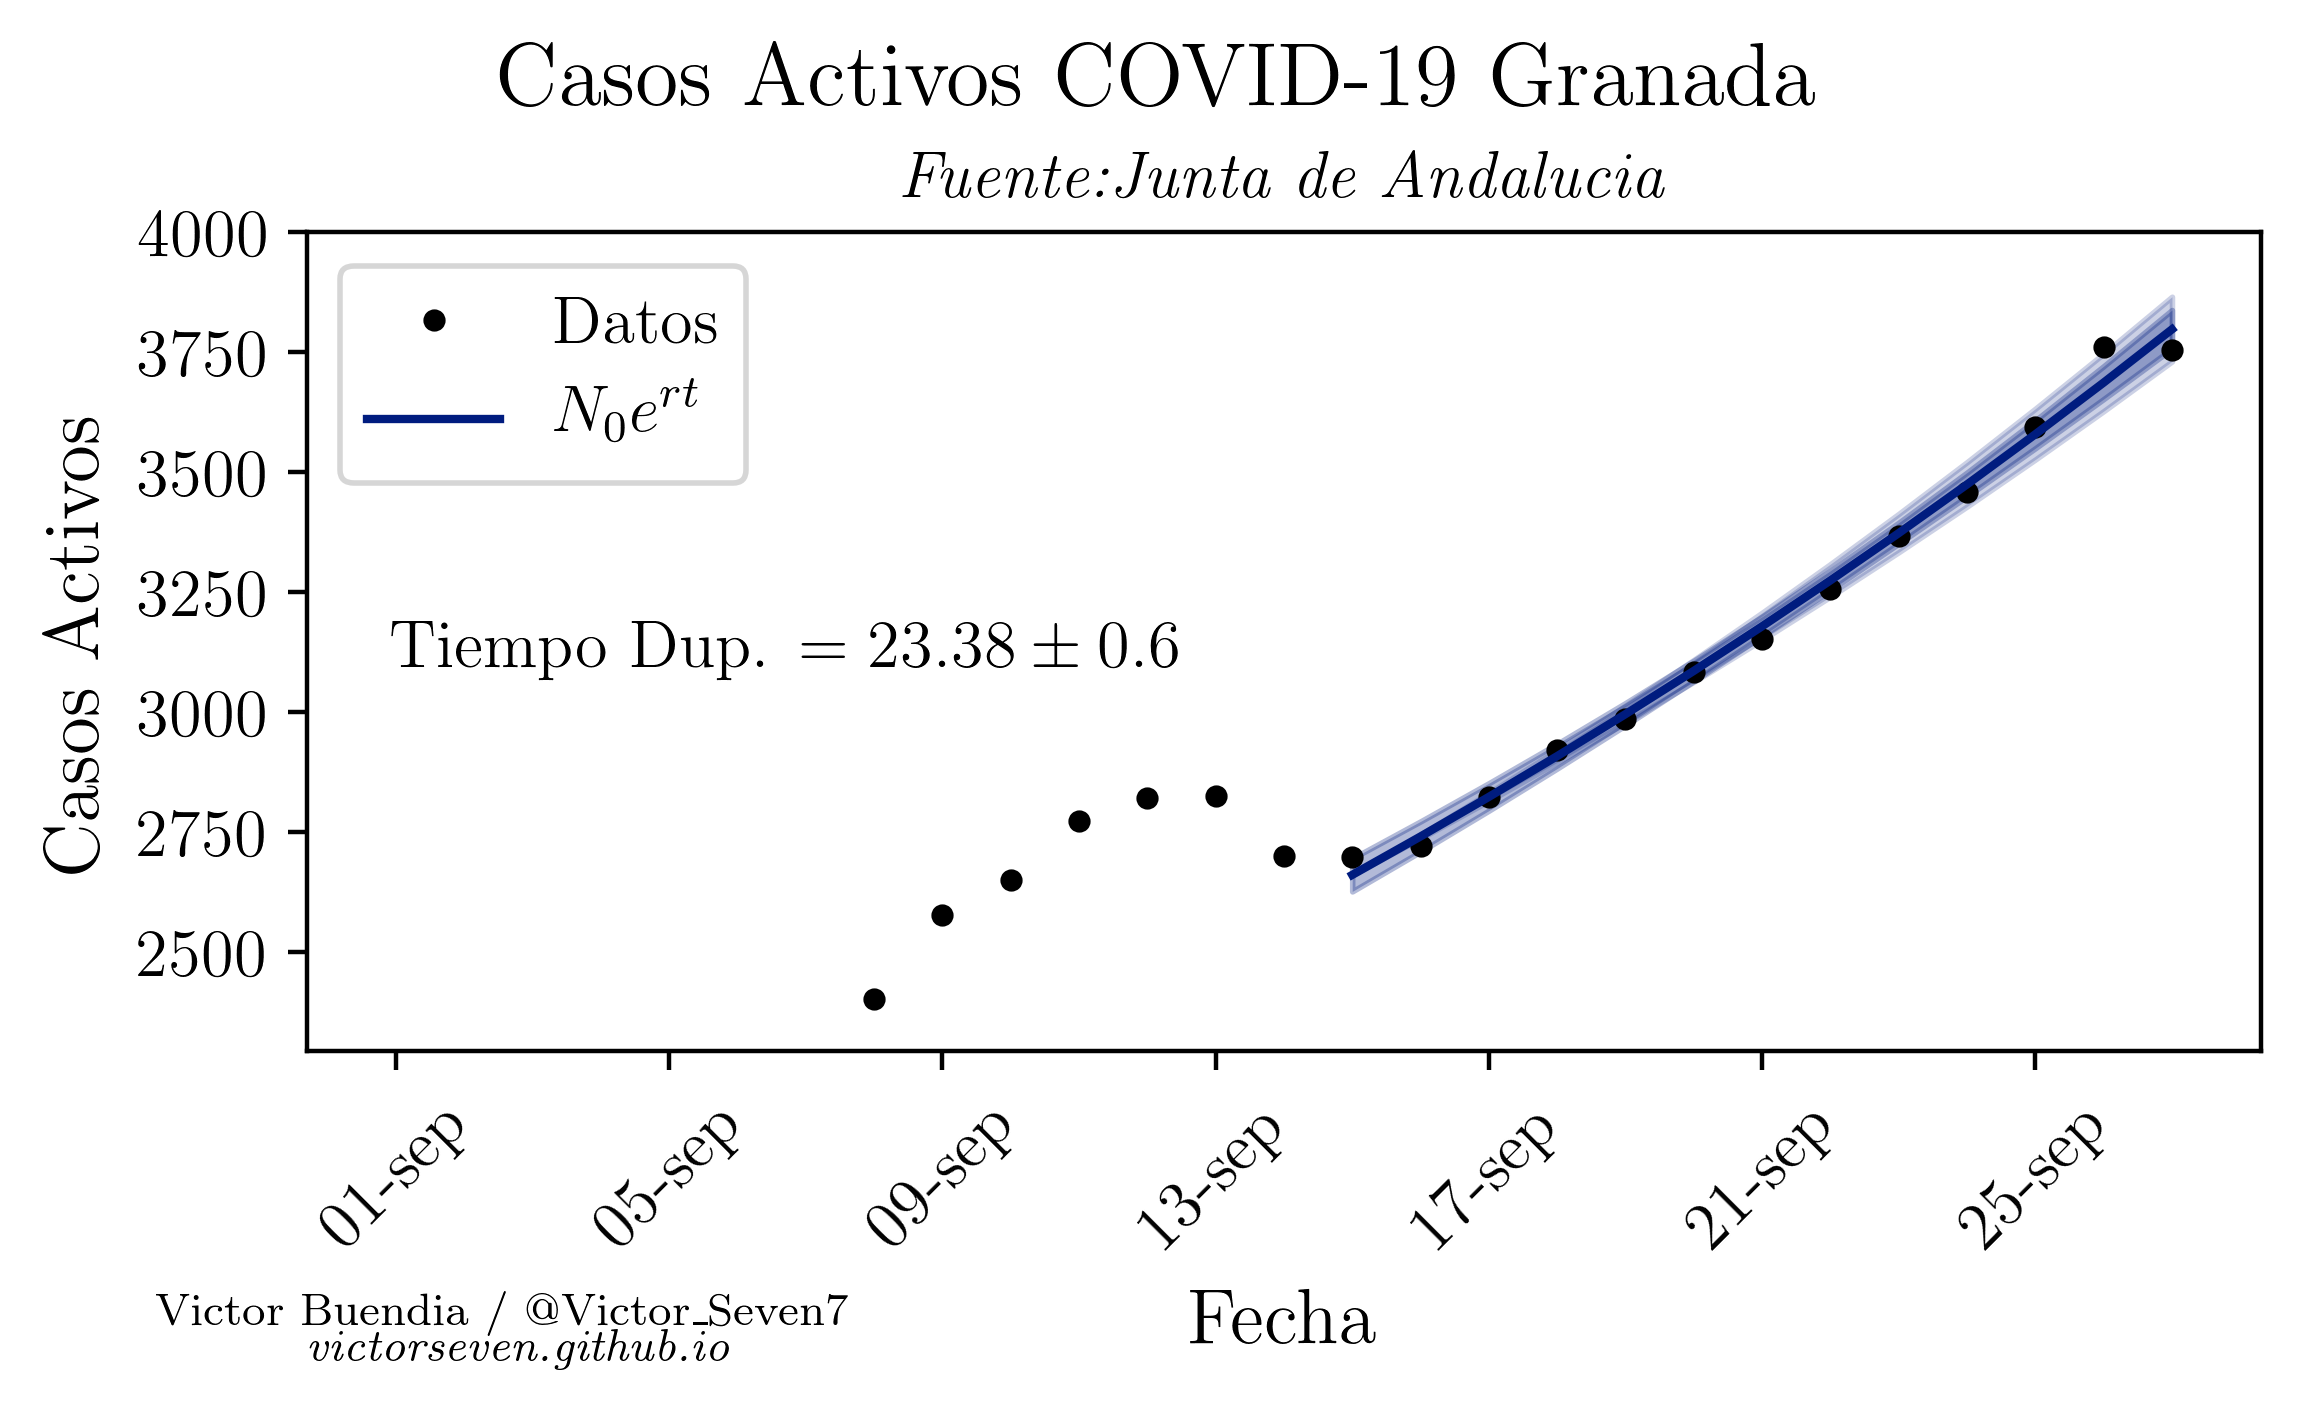 Casos Activos COVID-19 Granada
Fuente:Junta de Andalucia
4000
3750
3500
3250
3000
2750
2500
Casos Activos
Datos
N₀eʳᵗ
Tiempo Dup. = 23.38 ± 0.6
01-sep
05-sep
09-sep
13-sep
17-sep
21-sep
25-sep
Fecha
Victor Buendia / @Victor_Seven7
victorseven.github.io